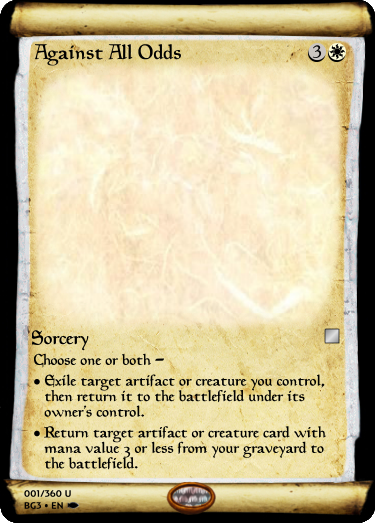 Against All Odds 3
Sorcery
Choose one or both –
• Exile target artifact or creature you control,
then return it to the battlefield under its
owner's control.
• Return target artifact or creature card with
mana value 3 or less from your graveyard to
the battlefield.
001/360 U
BG3 • EN